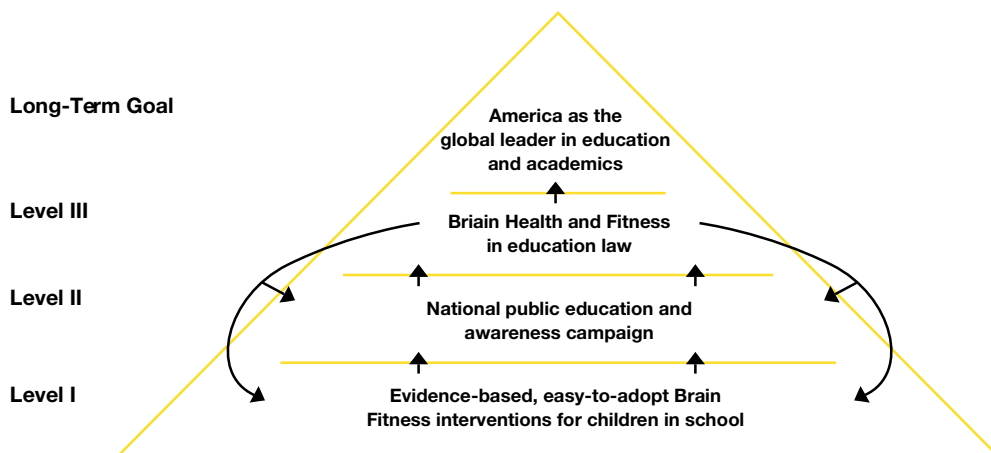 Long-Term Goal
America as the
global leader in education
and academics
Level III
Briain Health and Fitness
in education law
Level II
National public education and
awareness campaign
Level I
Evidence-based, easy-to-adopt Brain
Fitness interventions for children in school